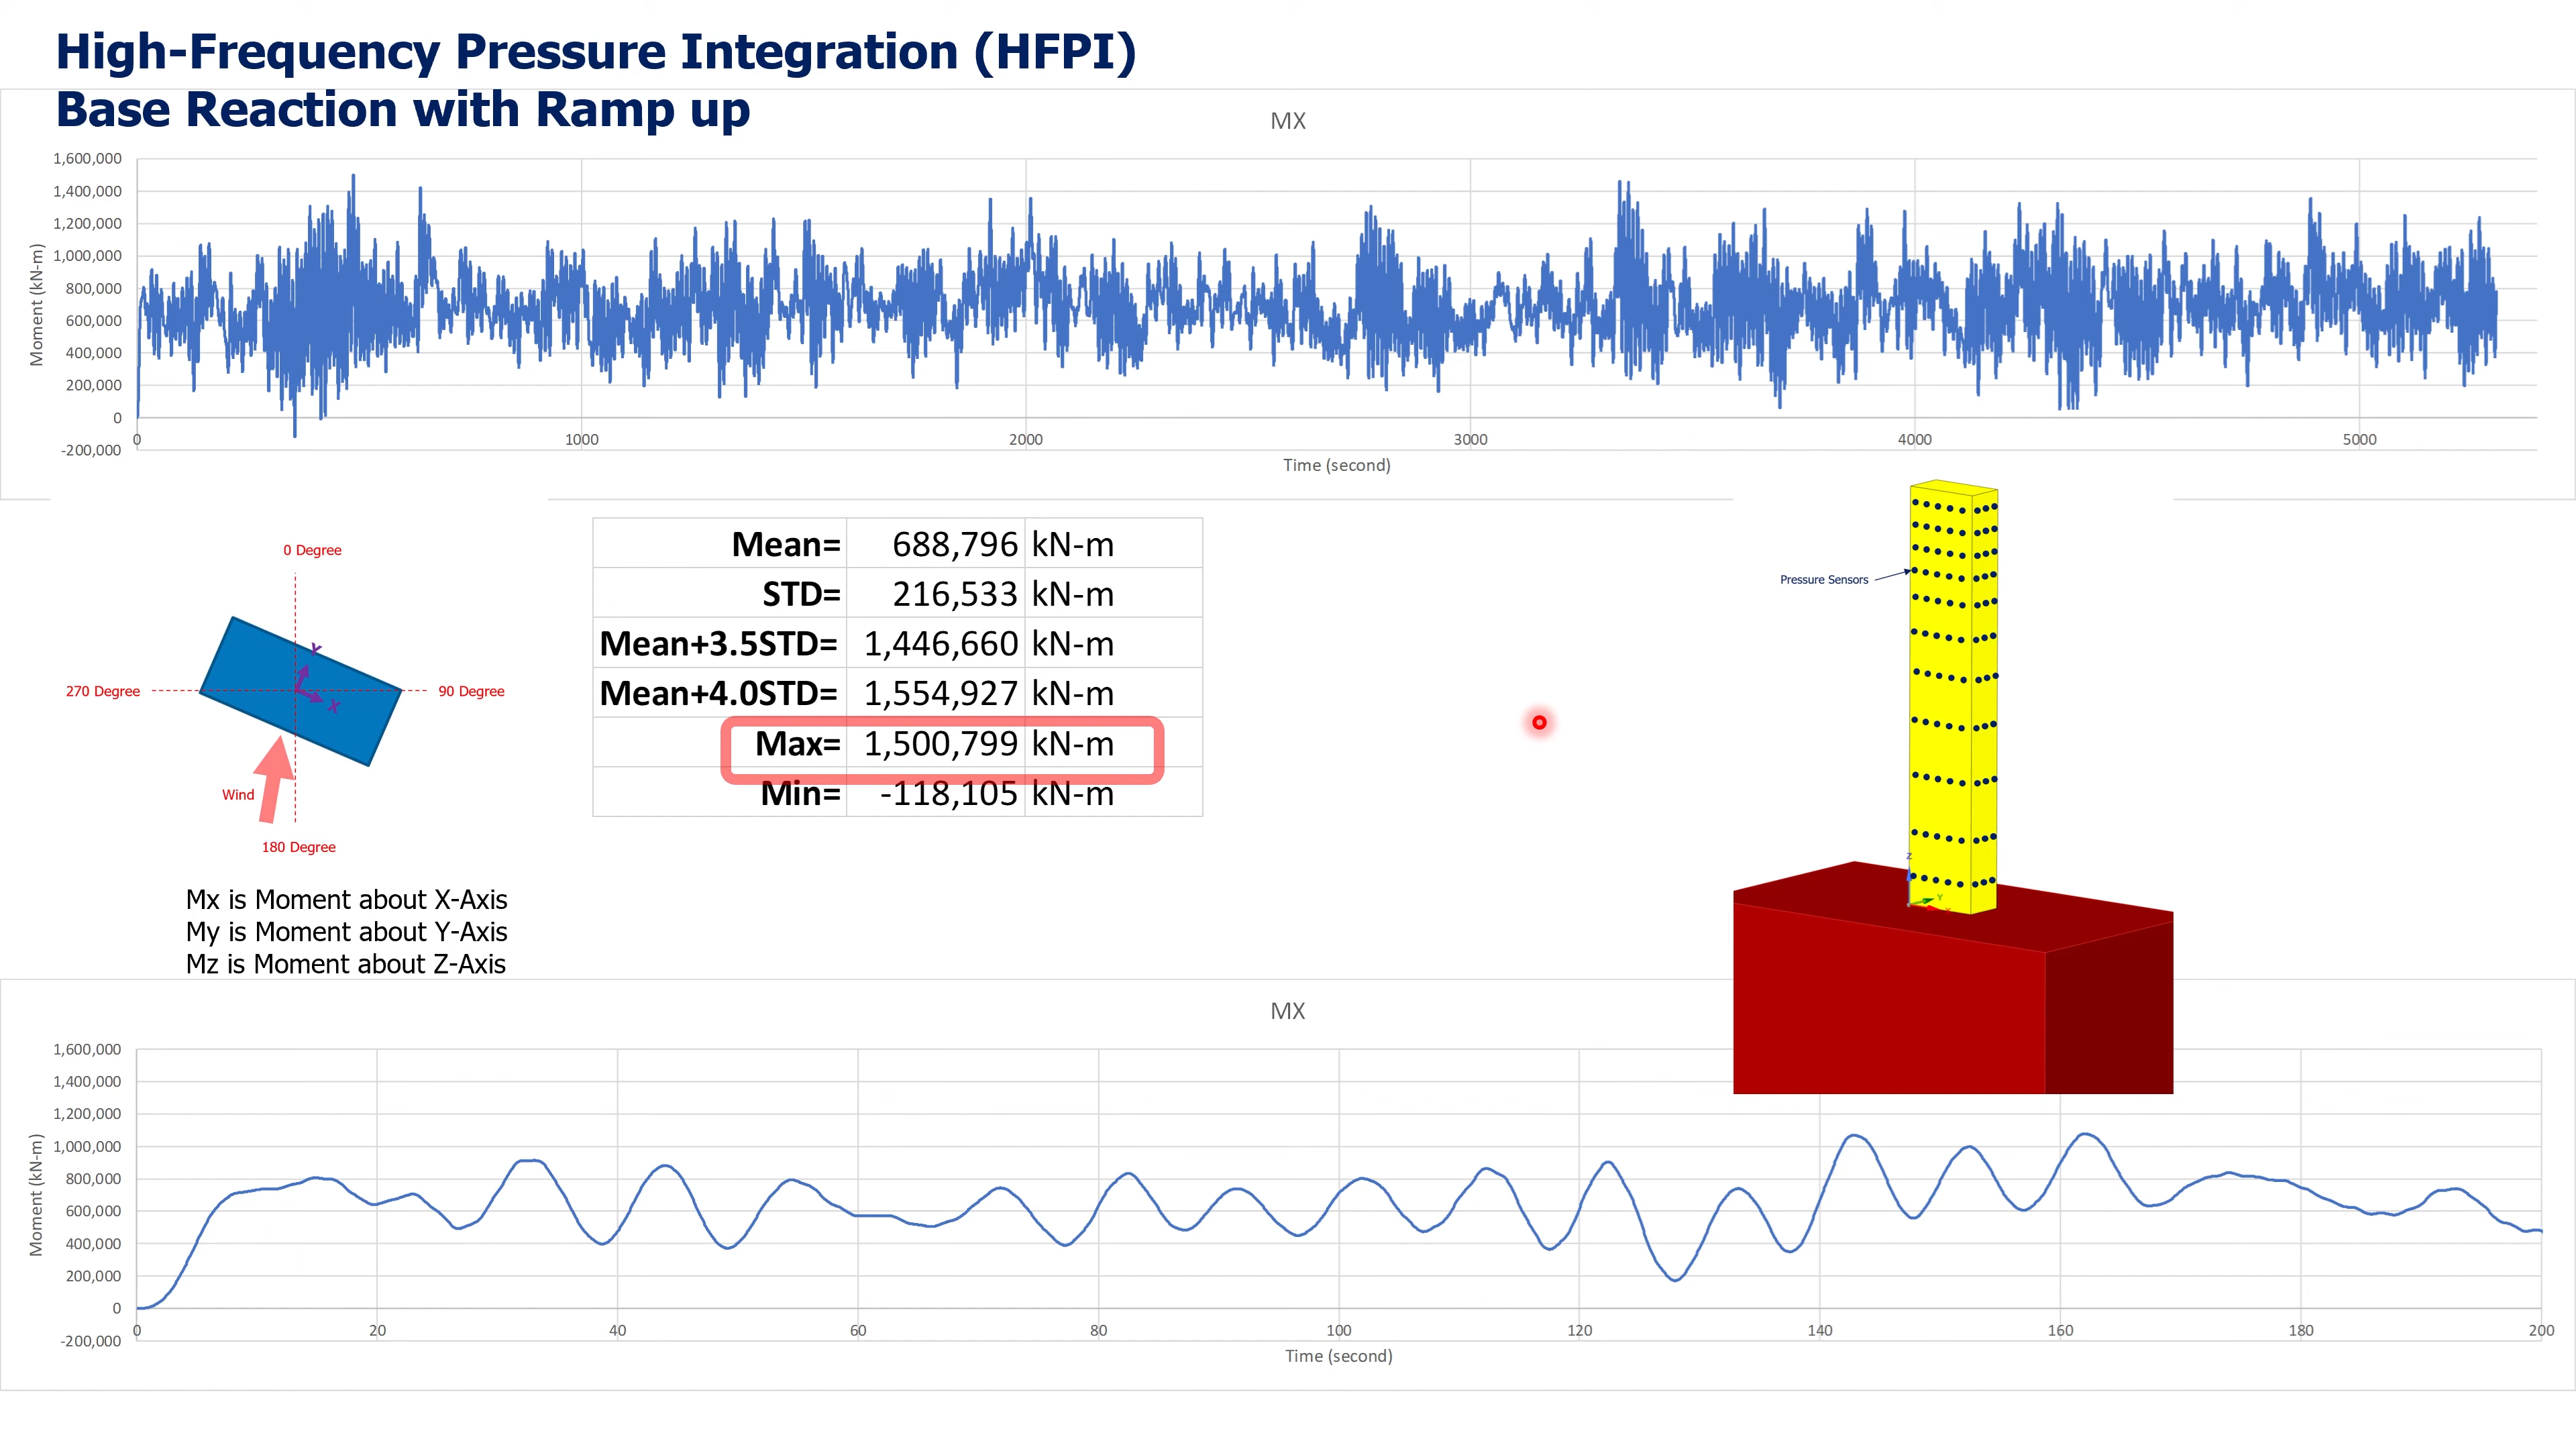 High-Frequency Pressure Integration (HFPI)
Base Reaction with Ramp up
MX
1,600,000
1,400,000
1,200,000
1,000,000
800,000
600,000
400,000
200,000
0
-200,000
Moment (kN-m)
0 1000 2000 3000 4000 5000
Time (second)
0 Degree
270 Degree
90 Degree
180 Degree
Y
X
Wind
Mx is Moment about X-Axis
My is Moment about Y-Axis
Mz is Moment about Z-Axis
Mean= 688,796 kN-m
STD= 216,533 kN-m
Mean+3.5STD= 1,446,660 kN-m
Mean+4.0STD= 1,554,927 kN-m
Max= 1,500,799 kN-m
Min= -118,105 kN-m
Pressure Sensors
Z
Y
X
MX
1,600,000
1,400,000
1,200,000
1,000,000
800,000
600,000
400,000
200,000
0
-200,000
Moment (kN-m)
0 20 40 60 80 100 120 140 160 180 200
Time (second)